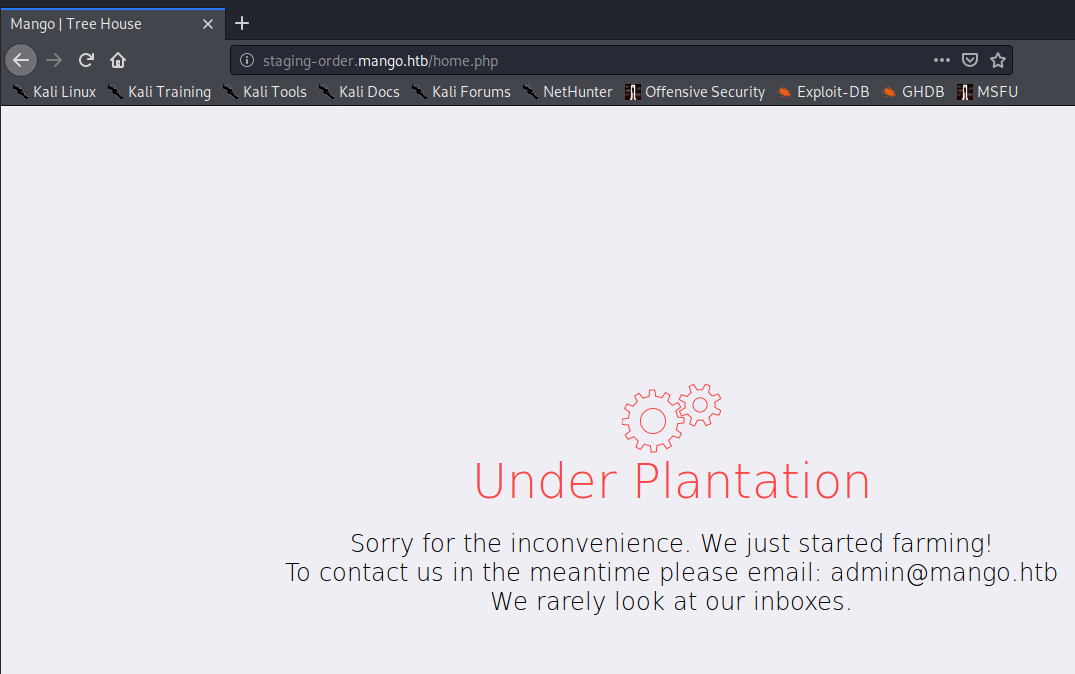 Mango | Tree House
staging-order.mango.htb/home.php
Kali Linux Kali Training Kali Tools Kali Docs Kali Forums NetHunter Offensive Security Exploit-DB GHDB MSFU
Under Plantation
Sorry for the inconvenience. We just started farming!
To contact us in the meantime please email: admin@mango.htb
We rarely look at our inboxes.